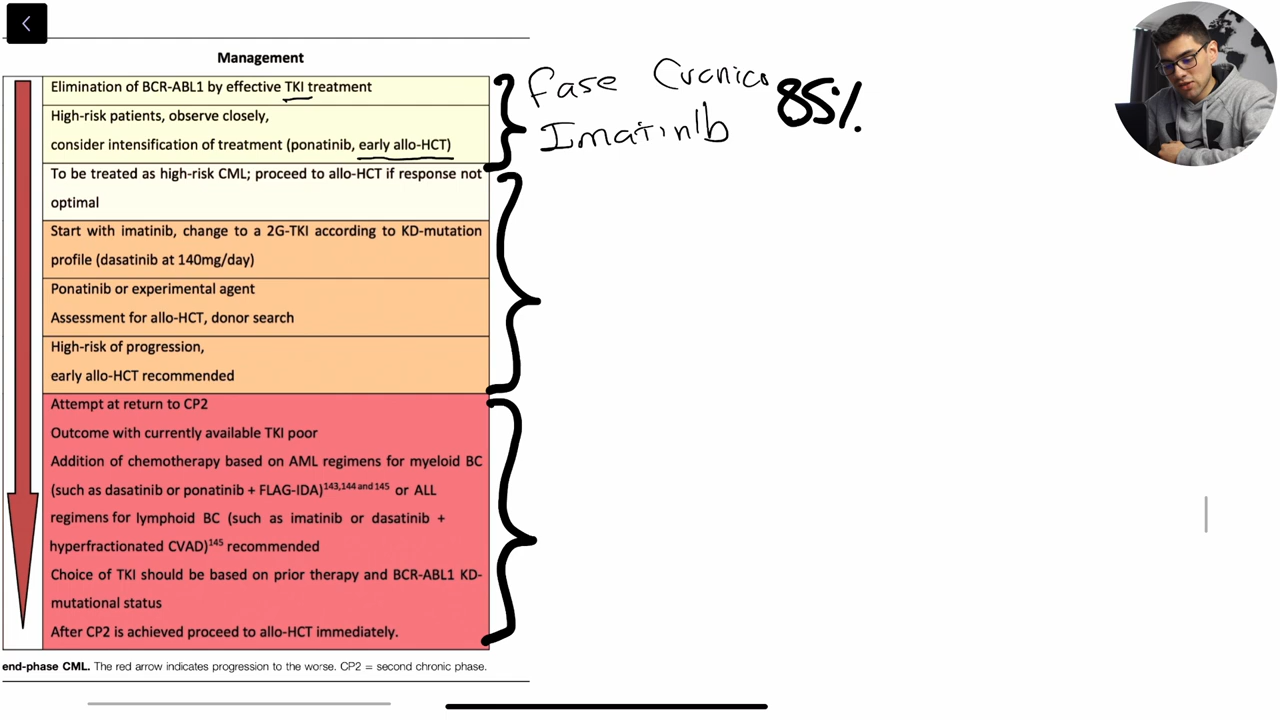 Management
Elimination of BCR-ABL1 by effective TKI treatment
High-risk patients, observe closely,
consider intensification of treatment (ponatinib, early allo-HCT)
To be treated as high-risk CML; proceed to allo-HCT if response not
optimal
Start with imatinib, change to a 2G-TKI according to KD-mutation
profile (dasatinib at 140mg/day)
Ponatinib or experimental agent
Assessment for allo-HCT, donor search
High-risk of progression,
early allo-HCT recommended
Attempt at return to CP2
Outcome with currently available TKI poor
Addition of chemotherapy based on AML regimens for myeloid BC
(such as dasatinib or ponatinib + FLAG-IDA)143,144 and 145 or ALL
regimens for lymphoid BC (such as imatinib or dasatinib +
hyperfractionated CVAD)145 recommended
Choice of TKI should be based on prior therapy and BCR-ABL1 KD-
mutational status
After CP2 is achieved proceed to allo-HCT immediately.
end-phase CML. The red arrow indicates progression to the worse. CP2 = second chronic phase.
Fase Cronica 85%
Imatinib